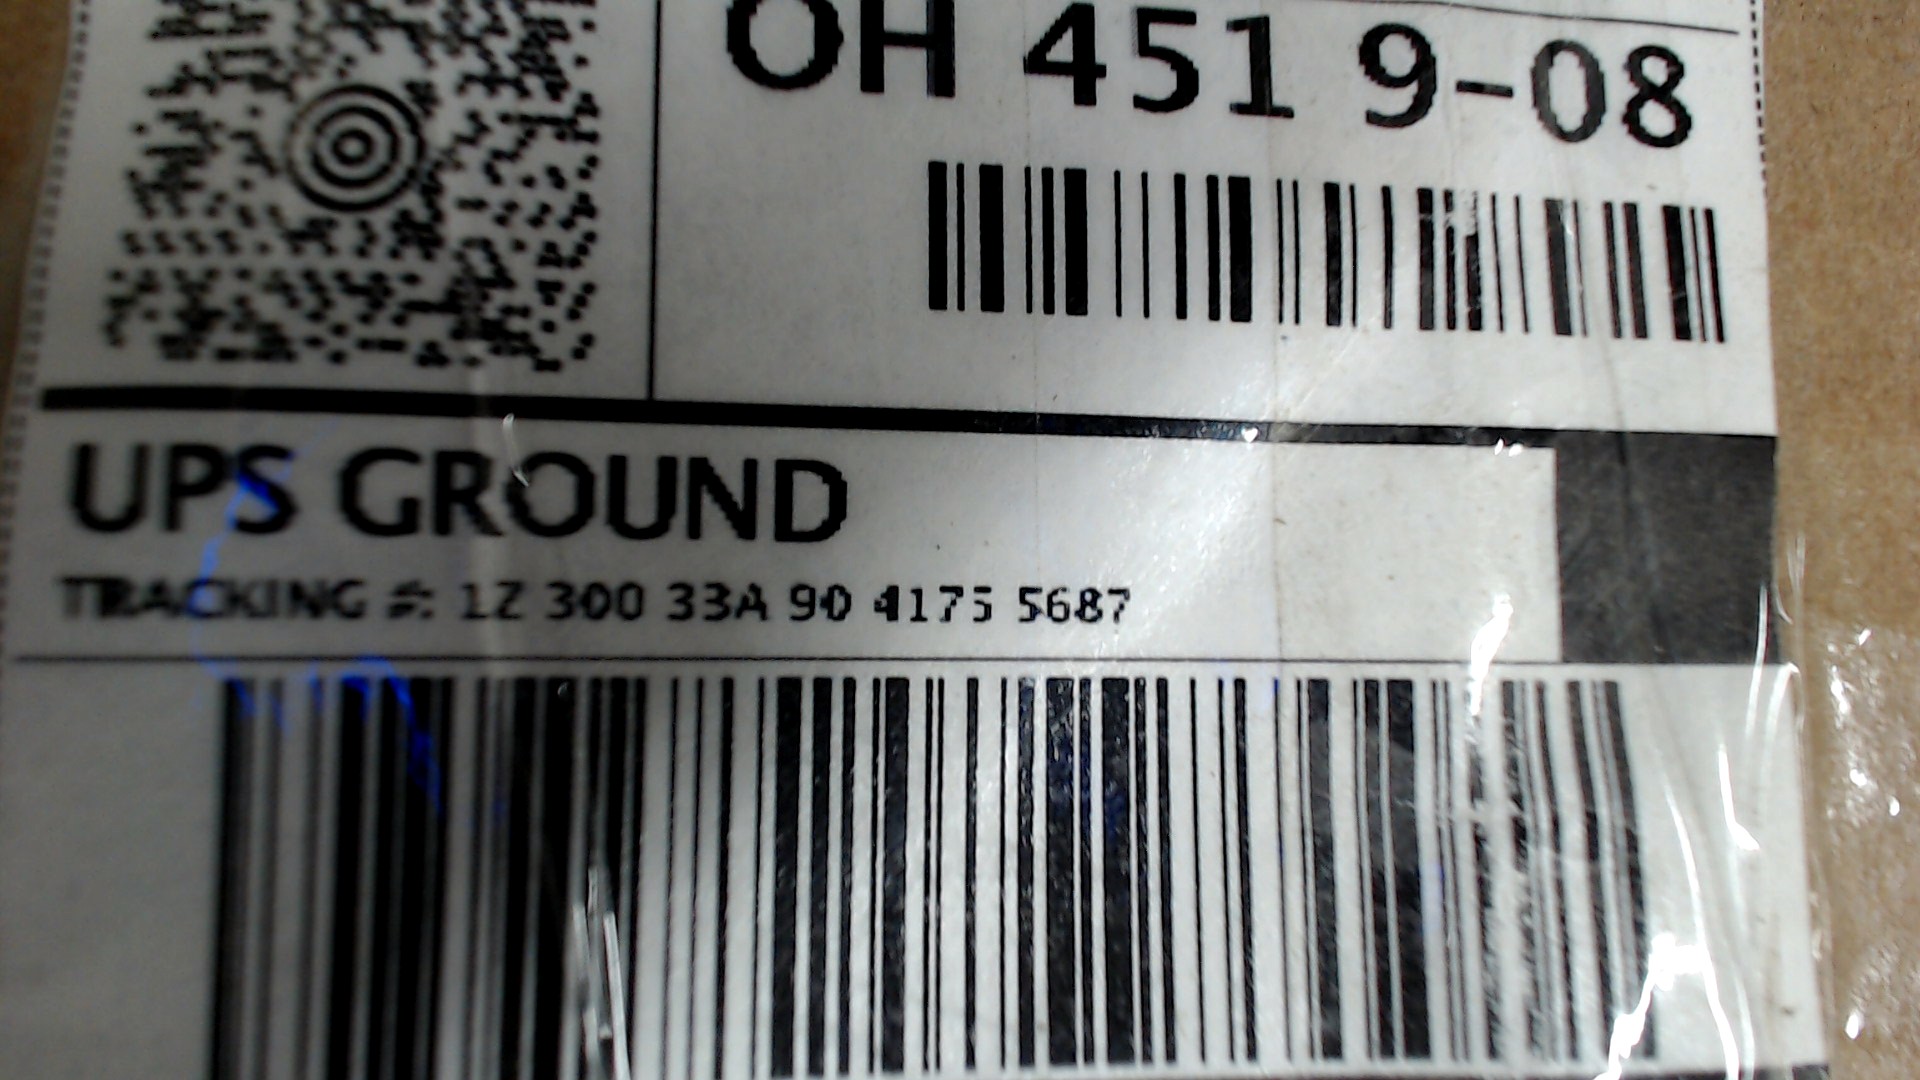 OH 451 9-08
UPS GROUND
TRACKING #: 1Z 300 33A 90 4175 5687